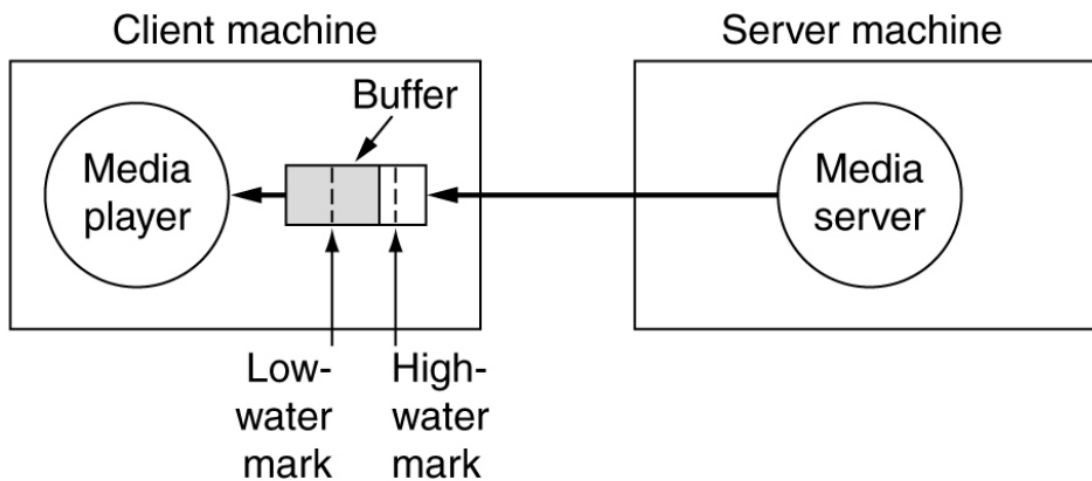 Client machine
Server machine
Buffer
Media
player
Media
server
Low-
water
mark
High-
water
mark